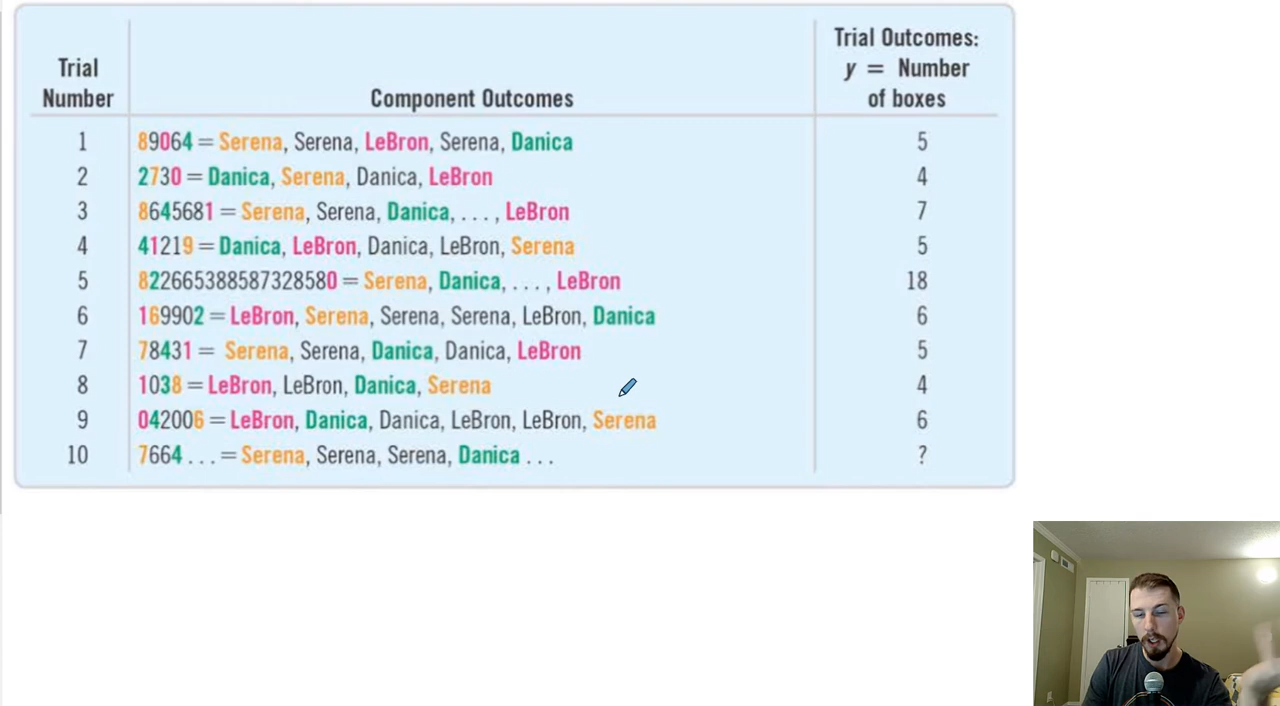 Trial Number
Component Outcomes
Trial Outcomes: y = Number of boxes
1 89064 = Serena, Serena, LeBron, Serena, Danica 5
2 2730 = Danica, Serena, Danica, LeBron 4
3 8645681 = Serena, Serena, Danica, . . . , LeBron 7
4 41219 = Danica, LeBron, Danica, LeBron, Serena 5
5 822665388587328580 = Serena, Danica, . . . , LeBron 18
6 169902 = LeBron, Serena, Serena, Serena, LeBron, Danica 6
7 78431 = Serena, Serena, Danica, Danica, LeBron 5
8 1038 = LeBron, LeBron, Danica, Serena 4
9 042006 = LeBron, Danica, Danica, LeBron, LeBron, Serena 6
10 7664 . . . = Serena, Serena, Serena, Danica . . . ?